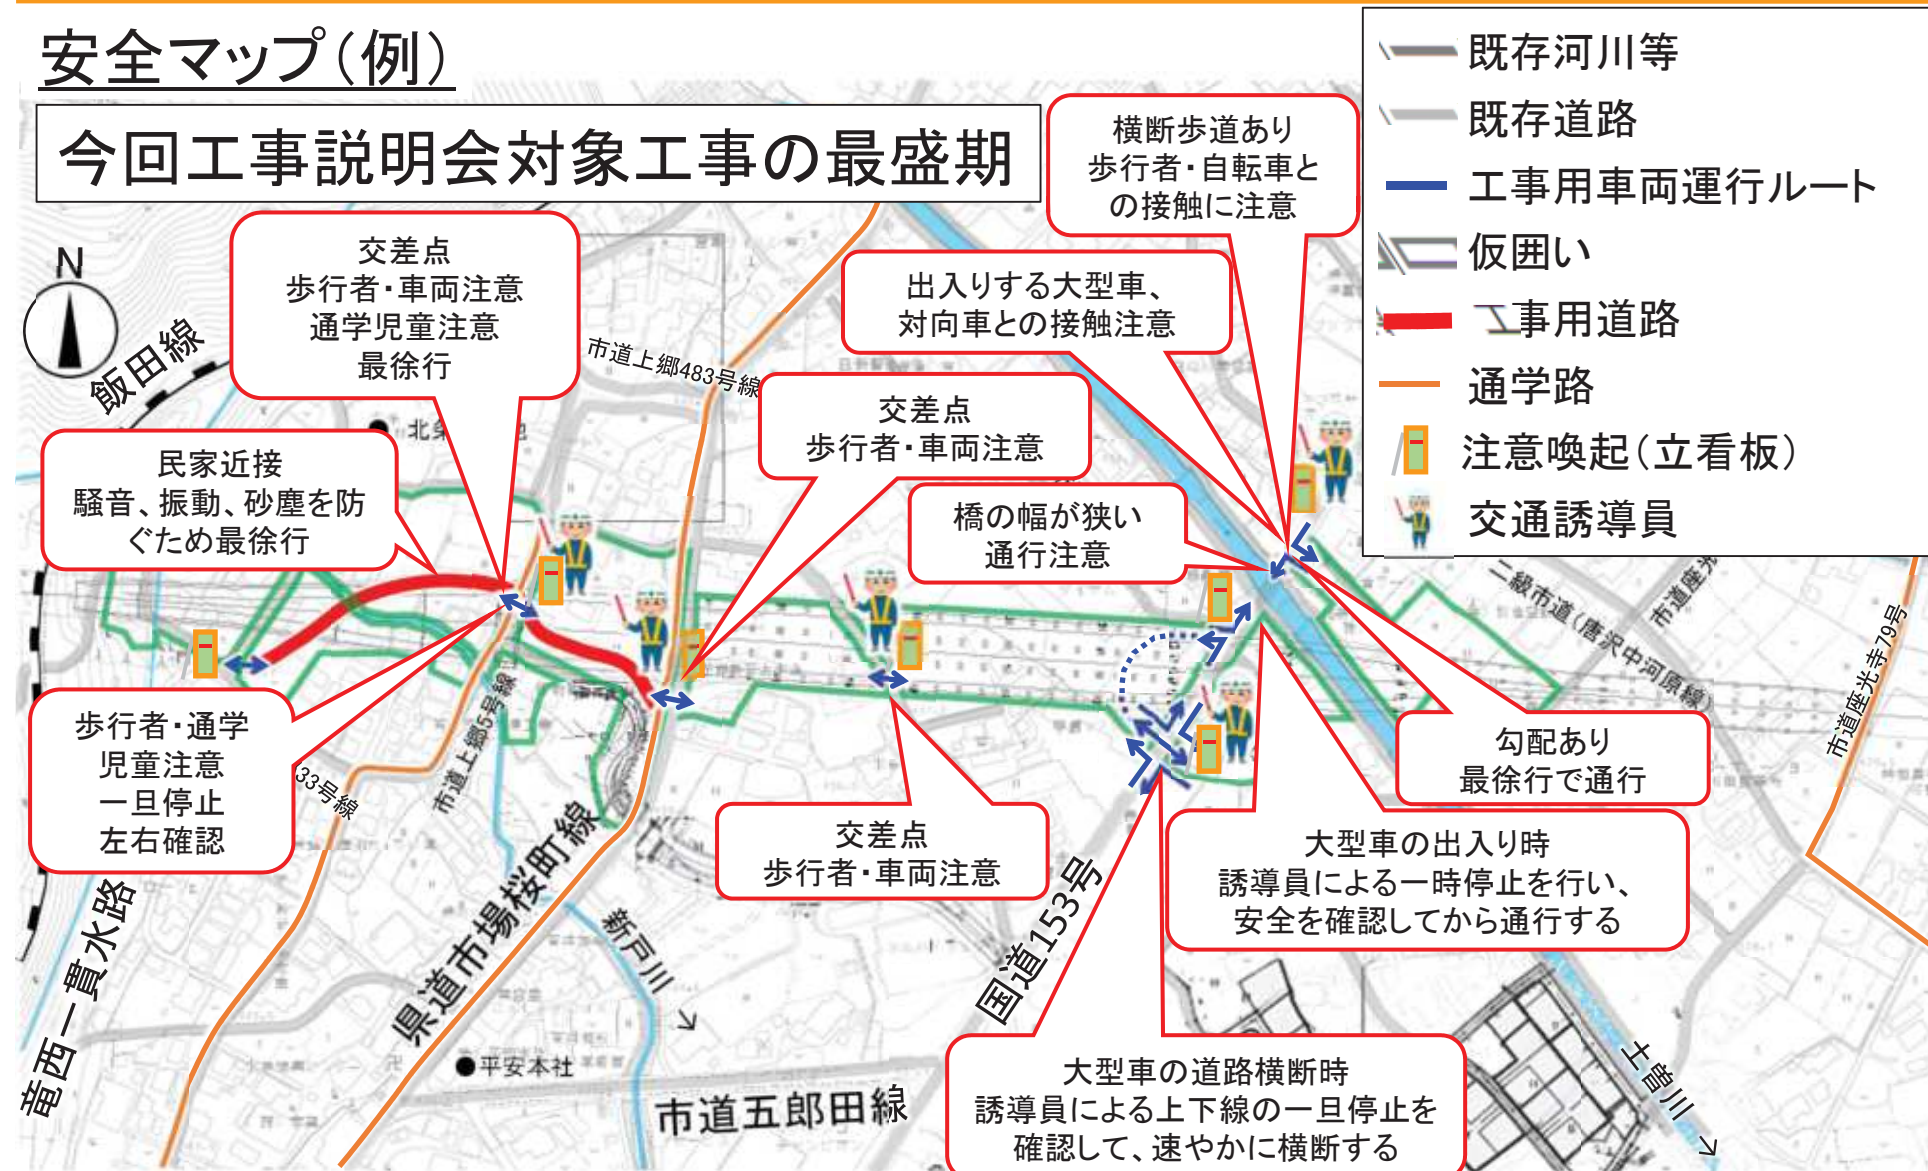 安全マップ（例）
今回工事説明会対象工事の最盛期
既存河川等
既存道路
工事用車両運行ルート
仮囲い
工事用道路
通学路
注意喚起（立看板）
交通誘導員
横断歩道あり
歩行者・自転車と
の接触に注意
交差点
歩行者・車両注意
通学児童注意
最徐行
出入りする大型車、
対向車との接触注意
N
飯田線
市道上郷483号線
交差点
歩行者・車両注意
民家近接
騒音、振動、砂塵を防
ぐため最徐行
橋の幅が狭い
通行注意
二級市道（唐沢中河原線）
市道座光
市道座光寺79号
歩行者・通学
児童注意
一旦停止
左右確認
33号線
市道上郷5号線
勾配あり
最徐行で通行
交差点
歩行者・車両注意
大型車の出入り時
誘導員による一時停止を行い、
安全を確認してから通行する
県道市場桜町線
新戸川
国道153号
竜西一貫水路
●平安本社
市道五郎田線
大型車の道路横断時
誘導員による上下線の一旦停止を
確認して、速やかに横断する
土曽川